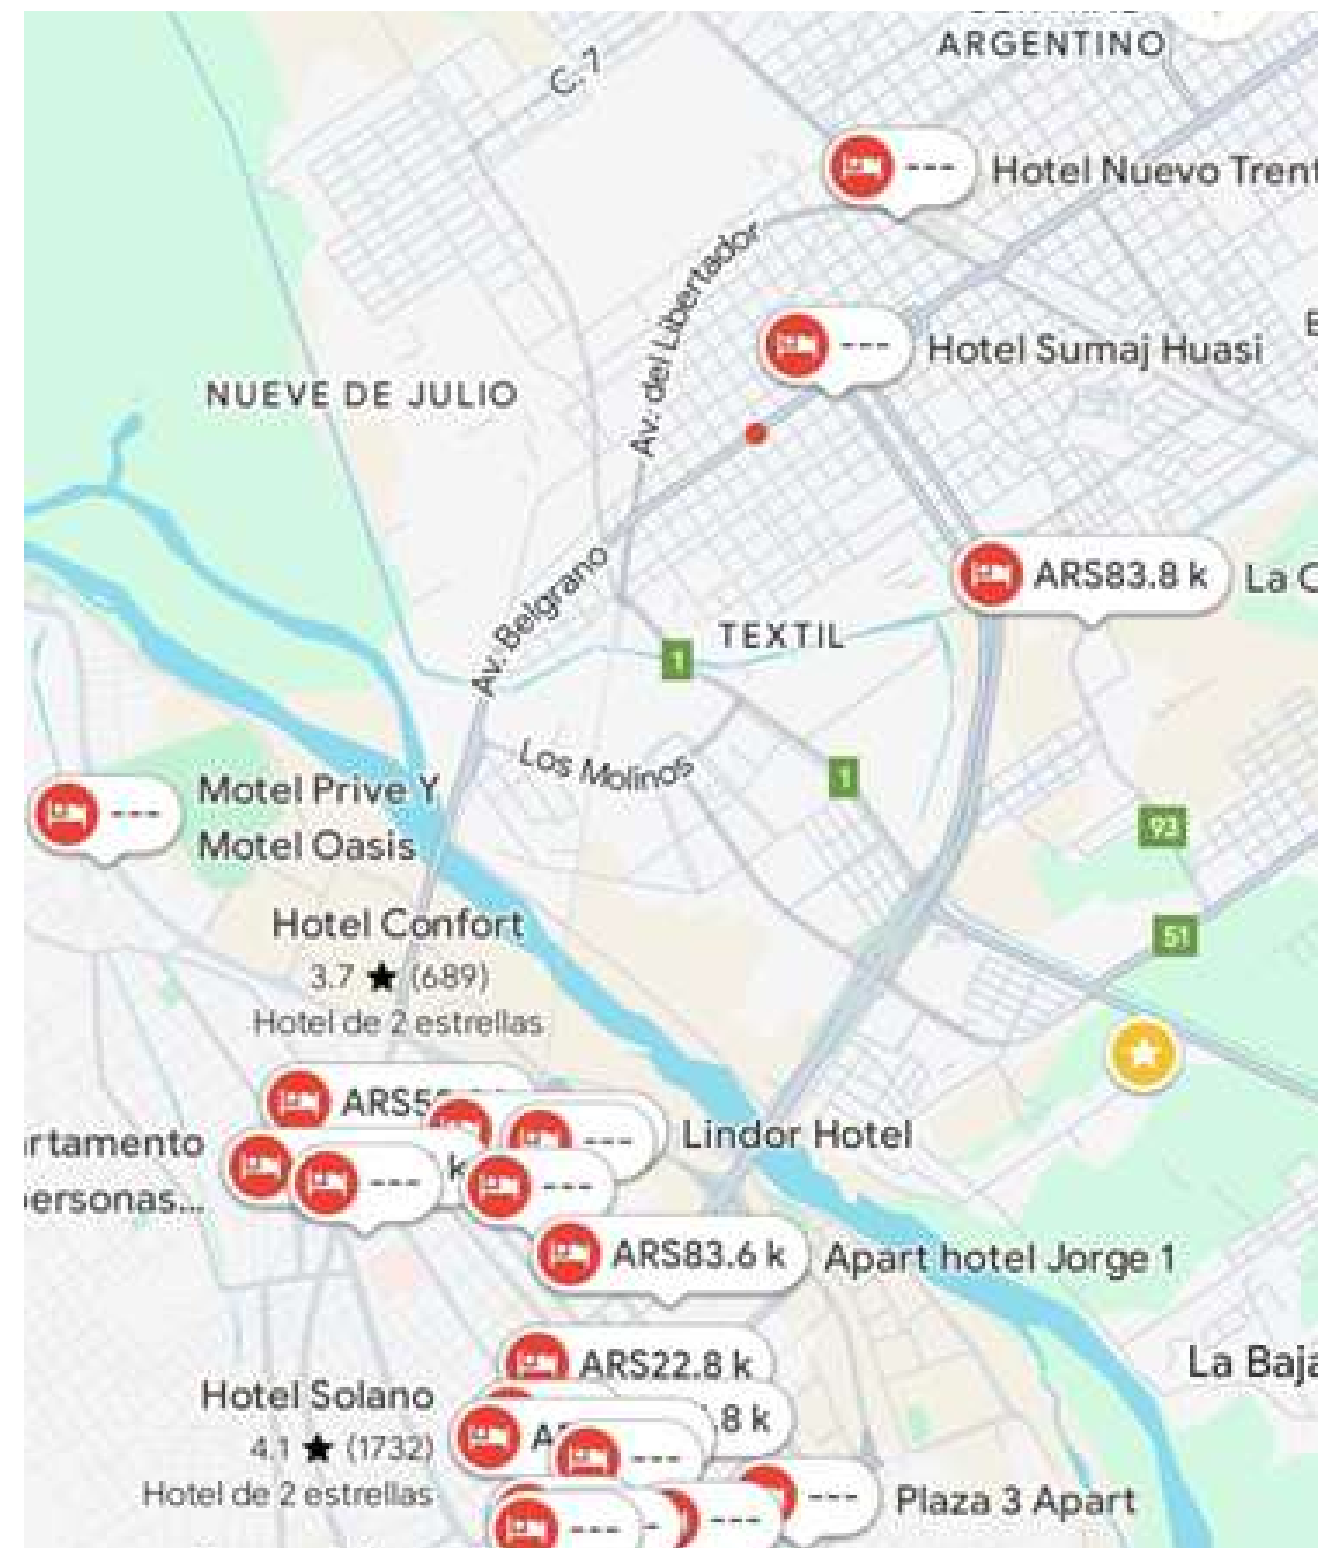 ARGENTINO
C. 7
--- Hotel Nuevo Trent
Av. del Libertador
--- Hotel Sumaj Huasi
NUEVE DE JULIO
ARS83.8 k La C
Av. Belgrano
1
TEXTIL
Los Molinos
1
Motel Prive Y
Motel Oasis
---
93
Hotel Confort
51
3.7 ★ (689)
Hotel de 2 estrellas
ARS5
--- Lindor Hotel
rtamento
--- k ---
ersonas...
ARS83.6 k Apart hotel Jorge 1
ARS22.8 k
La Baja
Hotel Solano
.8 k
4.1 ★ (1732)
A ---
Hotel de 2 estrellas
--- Plaza 3 Apart
--- - ---